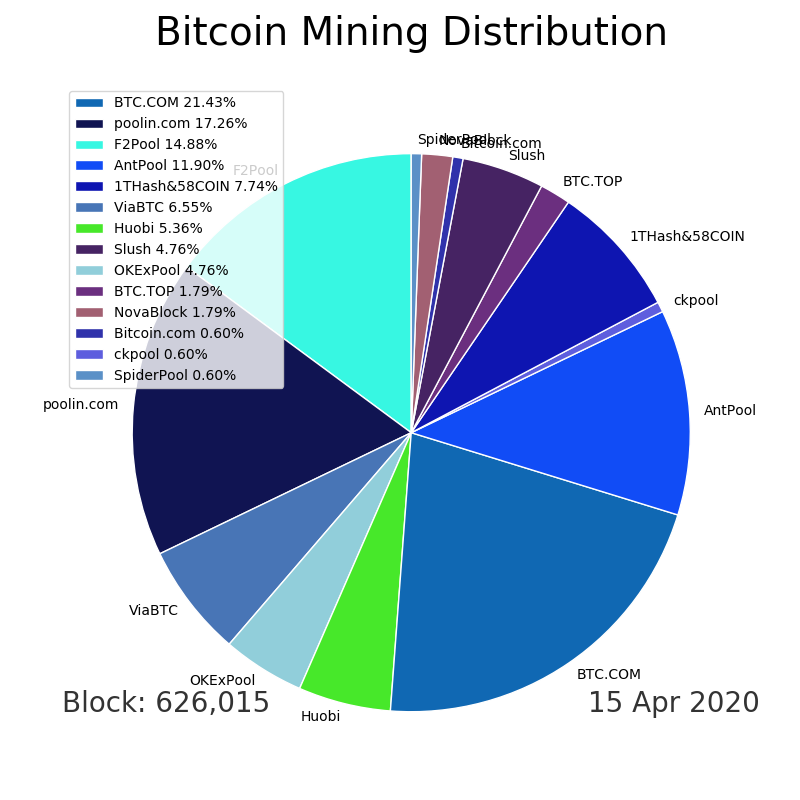 Bitcoin Mining Distribution
BTC.COM 21.43%
poolin.com 17.26%
F2Pool 14.88%
AntPool 11.90%
1THash&58COIN 7.74%
ViaBTC 6.55%
Huobi 5.36%
Slush 4.76%
OKExPool 4.76%
BTC.TOP 1.79%
NovaBlock 1.79%
Bitcoin.com 0.60%
ckpool 0.60%
SpiderPool 0.60%
F2Pool
SpiderPool
NovaBlock
Bitcoin.com
Slush
BTC.TOP
1THash&58COIN
ckpool
AntPool
poolin.com
ViaBTC
OKExPool
Huobi
BTC.COM
Block: 626,015
15 Apr 2020